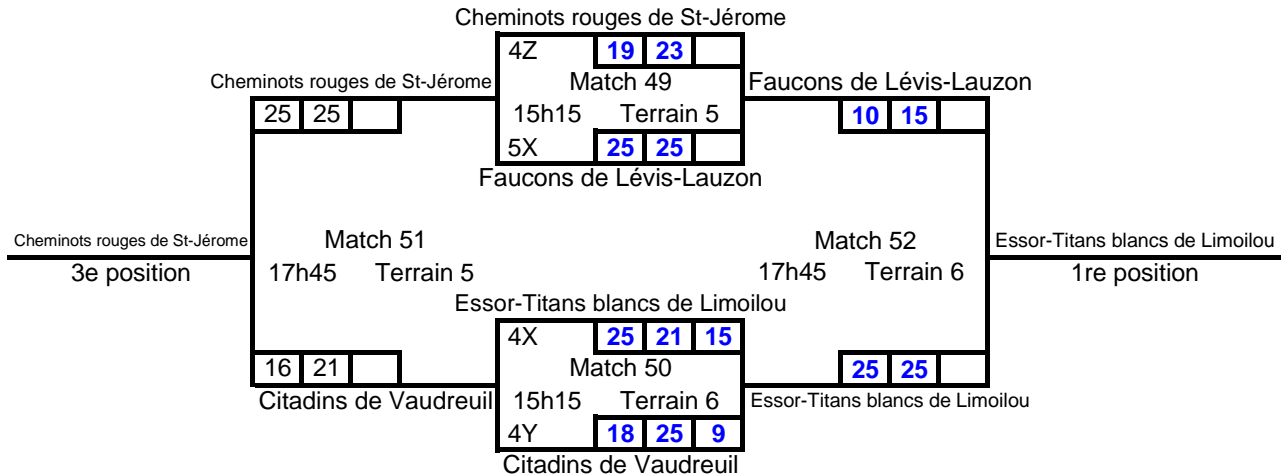 Cheminots rouges de St-Jérome
4Z 19 23
Cheminots rouges de St-Jérome Match 49 Faucons de Lévis-Lauzon
25 25 15h15 Terrain 5 10 15
5X 25 25
Faucons de Lévis-Lauzon
Cheminots rouges de St-Jérome Match 51 Match 52 Essor-Titans blancs de Limoilou
3e position 17h45 Terrain 5 17h45 Terrain 6 1re position
Essor-Titans blancs de Limoilou
4X 25 21 15
16 21 Match 50 25 25
Citadins de Vaudreuil 15h15 Terrain 6 Essor-Titans blancs de Limoilou
4Y 18 25 9
Citadins de Vaudreuil